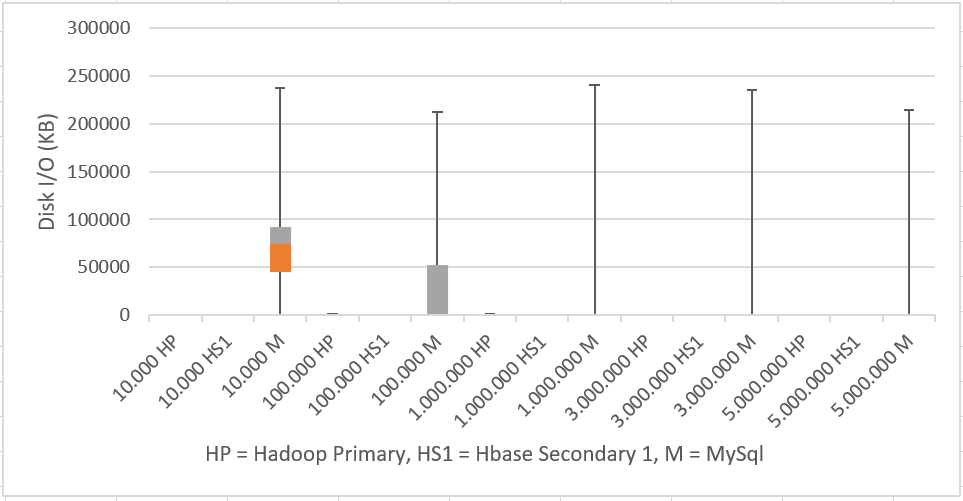 300000
250000
200000
150000
100000
50000
0
Disk I/O (KB)
10.000 HP
10.000 HS1
10.000 M
100.000 HP
100.000 HS1
100.000 M
1.000.000 HP
1.000.000 HS1
1.000.000 M
3.000.000 HP
3.000.000 HS1
3.000.000 M
5.000.000 HP
5.000.000 HS1
5.000.000 M
HP = Hadoop Primary, HS1 = Hbase Secondary 1, M = MySql